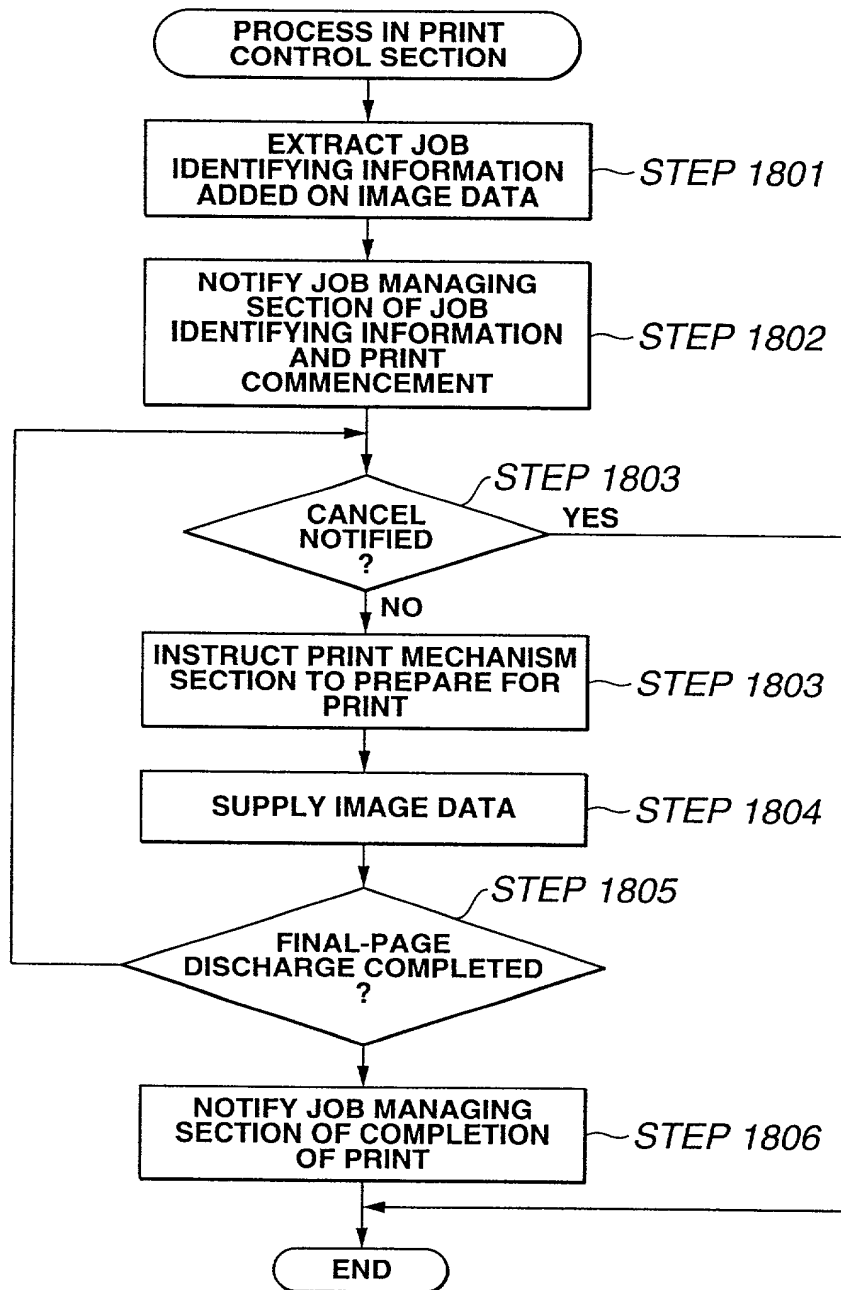 PROCESS IN PRINT
CONTROL SECTION
EXTRACT JOB
IDENTIFYING INFORMATION
ADDED ON IMAGE DATA
STEP 1801
NOTIFY JOB MANAGING
SECTION OF JOB
IDENTIFYING INFORMATION
AND PRINT
COMMENCEMENT
STEP 1802
STEP 1803
CANCEL
NOTIFIED
?
YES
NO
INSTRUCT PRINT MECHANISM
SECTION TO PREPARE FOR
PRINT
STEP 1803
SUPPLY IMAGE DATA
STEP 1804
STEP 1805
FINAL-PAGE
DISCHARGE COMPLETED
?
NOTIFY JOB MANAGING
SECTION OF COMPLETION
OF PRINT
STEP 1806
END